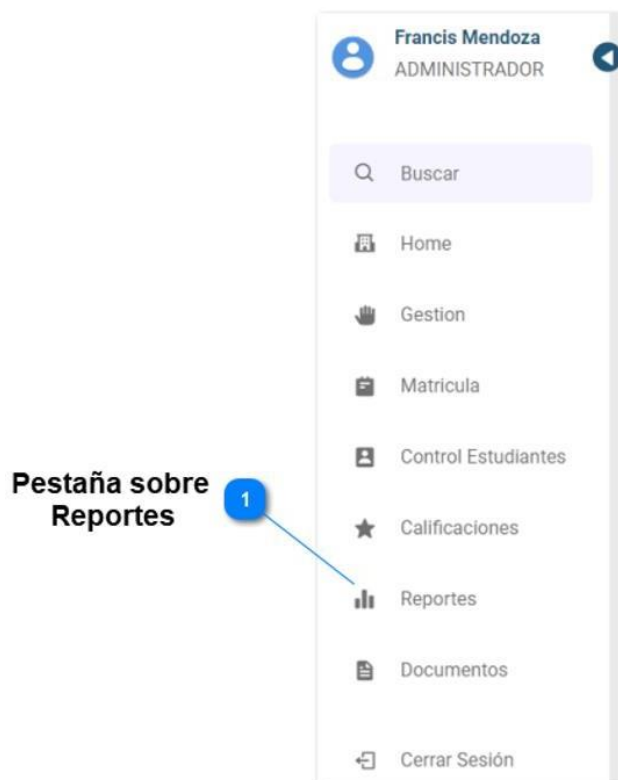 Francis Mendoza
ADMINISTRADOR
Buscar
Home
Gestion
Matricula
Control Estudiantes
Pestaña sobre
Reportes
1
Calificaciones
Reportes
Documentos
Cerrar Sesión